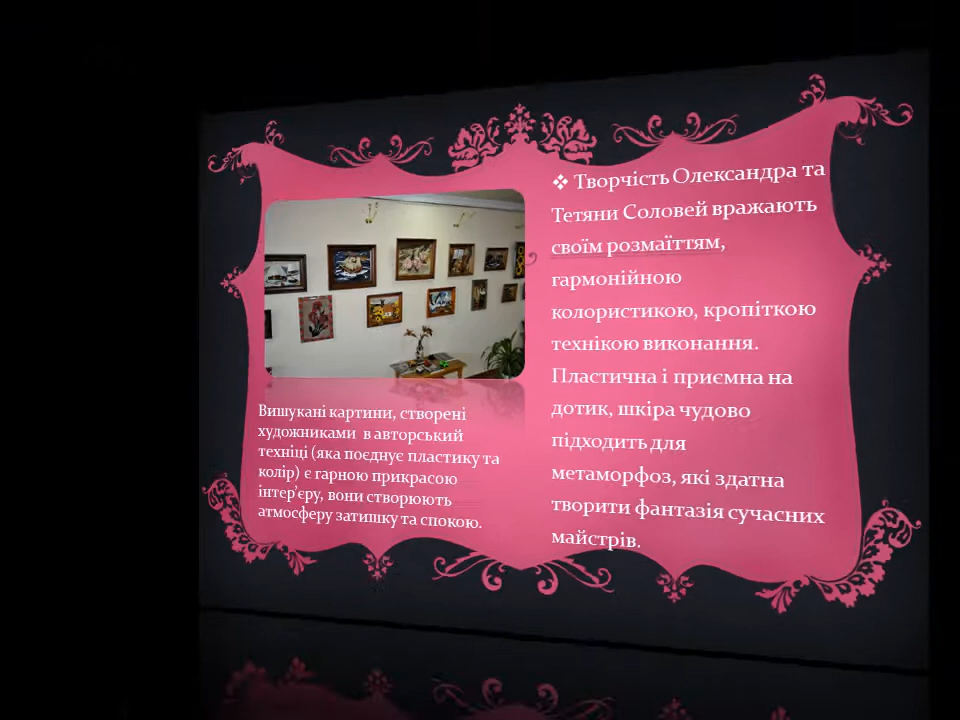 Вишукані картини, створені
художниками в авторський
техніці (яка поєднує пластику та
колір) є гарною прикрасою
інтер'єру, вони створюють
атмосферу затишку та спокою.
❖ Творчість Олександра та
Тетяни Соловей вражають
своїм розмаїттям,
гармонійною
колористикою, кропіткою
технікою виконання.
Пластична і приємна на
дотик, шкіра чудово
підходить для
метаморфоз, які здатна
творити фантазія сучасних
майстрів.